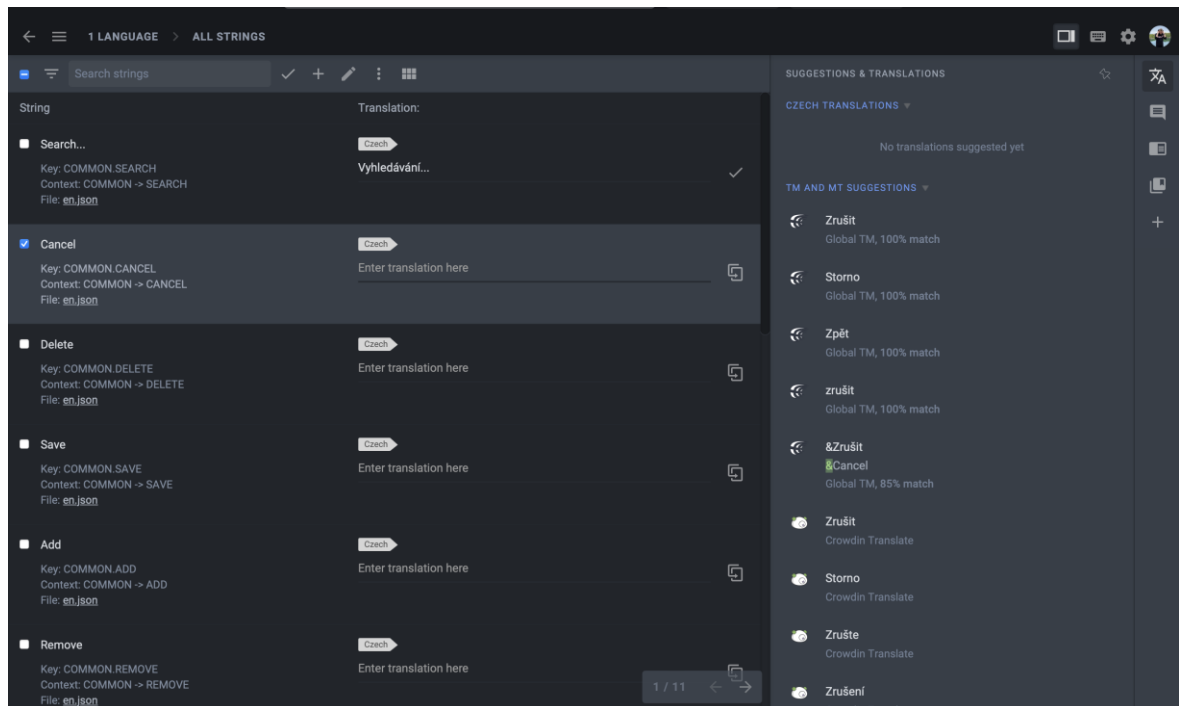 1 LANGUAGE > ALL STRINGS
Search strings
String
Translation:
Search...
Key: COMMON.SEARCH
Context: COMMON -> SEARCH
File: en.json
Czech
Vyhledávání...
Cancel
Key: COMMON.CANCEL
Context: COMMON -> CANCEL
File: en.json
Czech
Enter translation here
Delete
Key: COMMON.DELETE
Context: COMMON -> DELETE
File: en.json
Czech
Enter translation here
Save
Key: COMMON.SAVE
Context: COMMON -> SAVE
File: en.json
Czech
Enter translation here
Add
Key: COMMON.ADD
Context: COMMON -> ADD
File: en.json
Czech
Enter translation here
Remove
Key: COMMON.REMOVE
Context: COMMON -> REMOVE
File: en.json
Czech
Enter translation here
1 / 11
SUGGESTIONS & TRANSLATIONS
CZECH TRANSLATIONS
No translations suggested yet
TM AND MT SUGGESTIONS
Zrušit
Global TM, 100% match
Storno
Global TM, 100% match
Zpět
Global TM, 100% match
zrušit
Global TM, 100% match
&Zrušit
&Cancel
Global TM, 85% match
Zrušit
Crowdin Translate
Storno
Crowdin Translate
Zrušte
Crowdin Translate
Zrušení